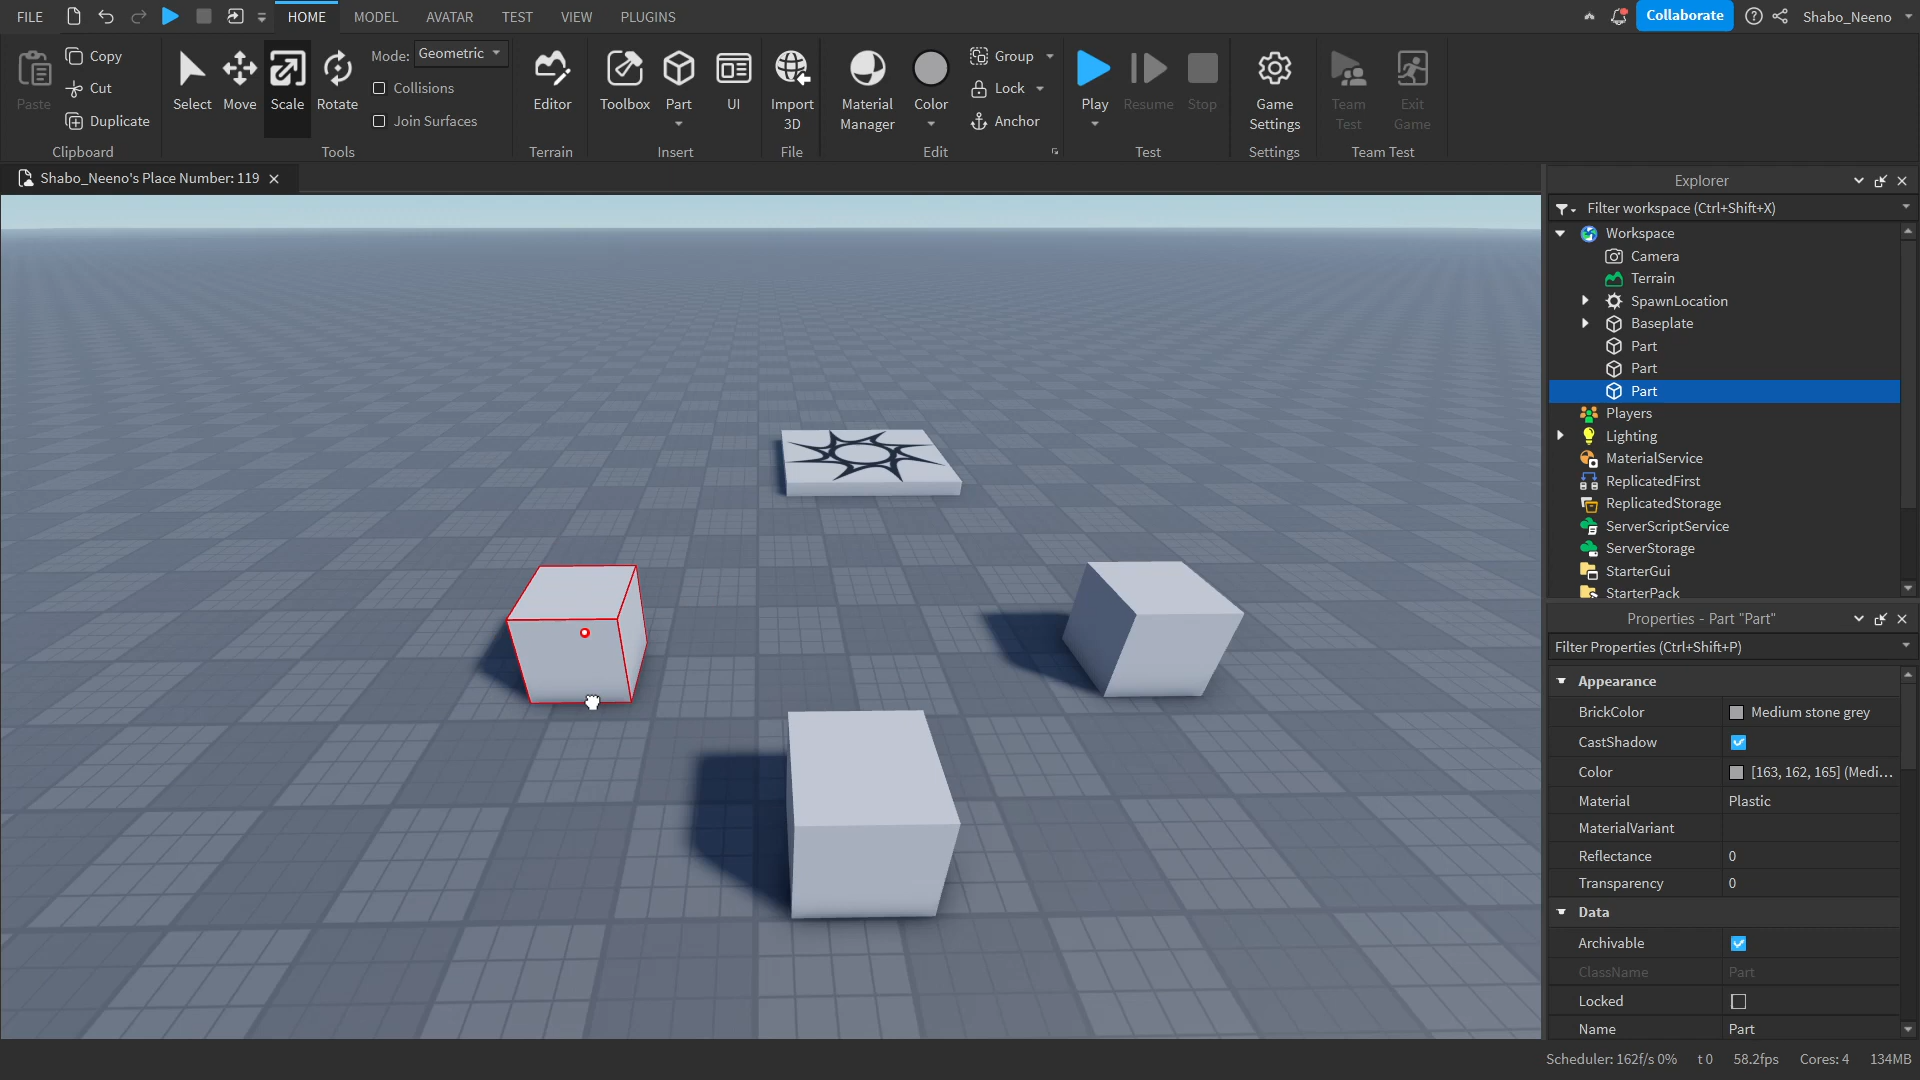 FILE HOME MODEL AVATAR TEST VIEW PLUGINS Collaborate Shabo_Neeno
Paste Copy Cut Duplicate Clipboard
Select Move Scale Rotate Mode: Geometric Collisions Join Surfaces Tools
Editor Terrain
Toolbox Part UI Insert
Import 3D File
Material Manager Color Group Lock Anchor Edit
Play Resume Stop Test
Game Settings Settings
Team Test Exit Game Team Test
Shabo_Neeno's Place Number: 119
Explorer
Filter workspace (Ctrl+Shift+X)
Workspace
Camera
Terrain
SpawnLocation
Baseplate
Part
Part
Part
Players
Lighting
MaterialService
ReplicatedFirst
ReplicatedStorage
ServerScriptService
ServerStorage
StarterGui
StarterPack
Properties - Part "Part"
Filter Properties (Ctrl+Shift+P)
Appearance
BrickColor Medium stone grey
CastShadow
Color [163, 162, 165] (Medi...
Material Plastic
MaterialVariant
Reflectance 0
Transparency 0
Data
Archivable
ClassName Part
Locked
Name Part
Scheduler: 162f/s 0% t 0 58.2fps Cores: 4 134MB